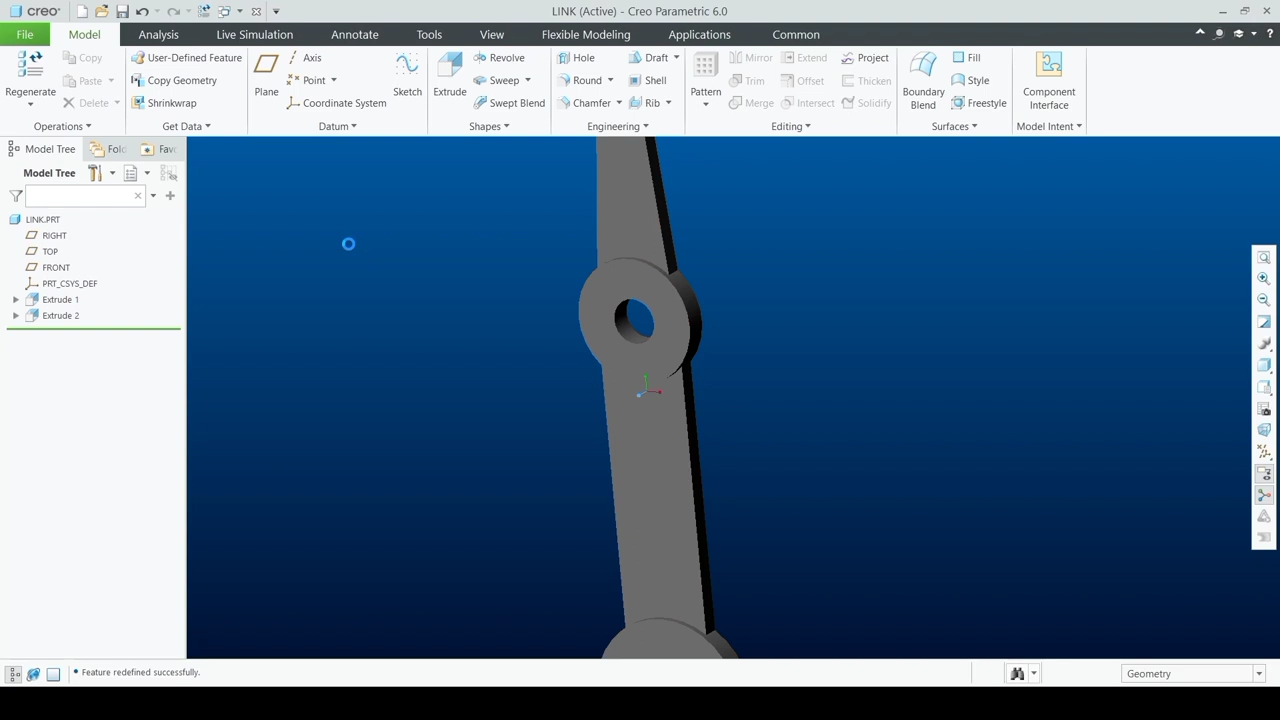 creo LINK (Active) - Creo Parametric 6.0
File Model Analysis Live Simulation Annotate Tools View Flexible Modeling Applications Common
Regenerate
Copy
Paste
Delete
Operations
User-Defined Feature
Copy Geometry
Shrinkwrap
Get Data
Plane
Axis
Point
Coordinate System
Sketch
Datum
Extrude
Revolve
Sweep
Swept Blend
Shapes
Hole
Round
Chamfer
Draft
Shell
Rib
Engineering
Pattern
Mirror
Trim
Merge
Extend
Offset
Intersect
Project
Thicken
Solidify
Editing
Boundary
Blend
Fill
Style
Freestyle
Surfaces
Component
Interface
Model Intent
Model Tree Fol Fav
Model Tree
LINK.PRT
RIGHT
TOP
FRONT
PRT_CSYS_DEF
Extrude 1
Extrude 2
Feature redefined successfully.
Geometry